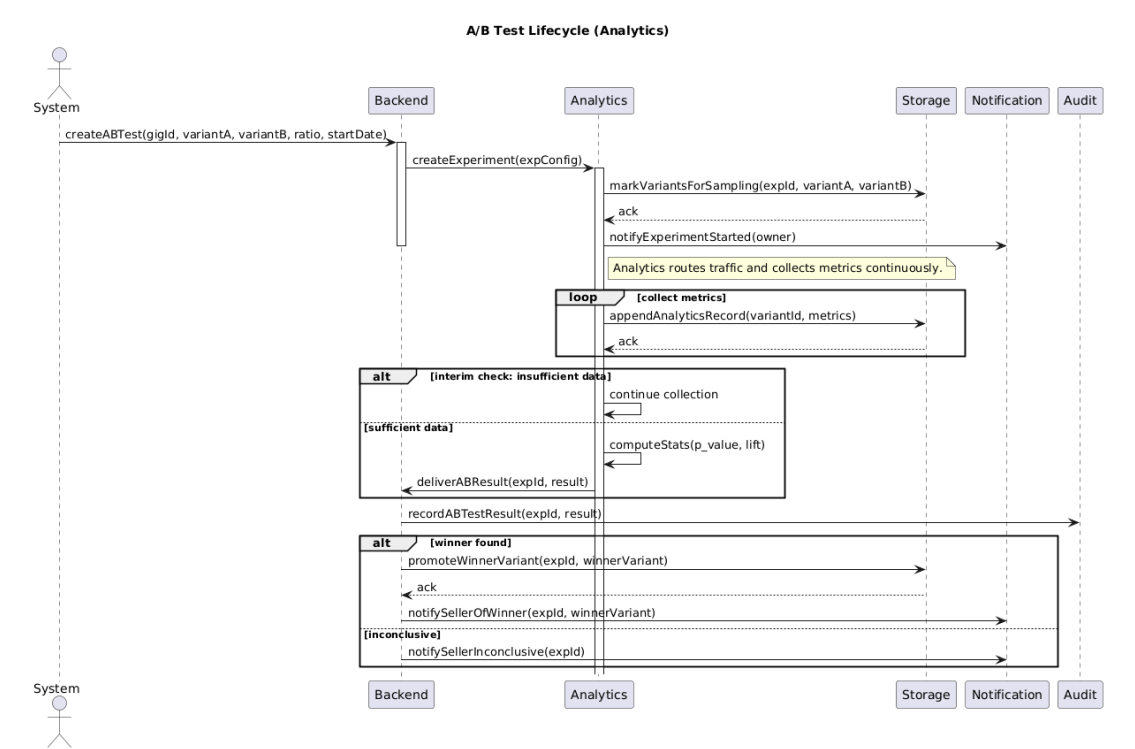 A/B Test Lifecycle (Analytics)
System
Backend
Analytics
Storage
Notification
Audit
createABTest(gigId, variantA, variantB, ratio, startDate)
createExperiment(expConfig)
markVariantsForSampling(expId, variantA, variantB)
ack
notifyExperimentStarted(owner)
Analytics routes traffic and collects metrics continuously.
loop [collect metrics]
appendAnalyticsRecord(variantId, metrics)
ack
alt [interim check: insufficient data]
continue collection
[sufficient data]
computeStats(p_value, lift)
deliverABResult(expId, result)
recordABTestResult(expId, result)
alt [winner found]
promoteWinnerVariant(expId, winnerVariant)
ack
notifySellerOfWinner(expId, winnerVariant)
[inconclusive]
notifySellerInconclusive(expId)
System
Backend
Analytics
Storage
Notification
Audit